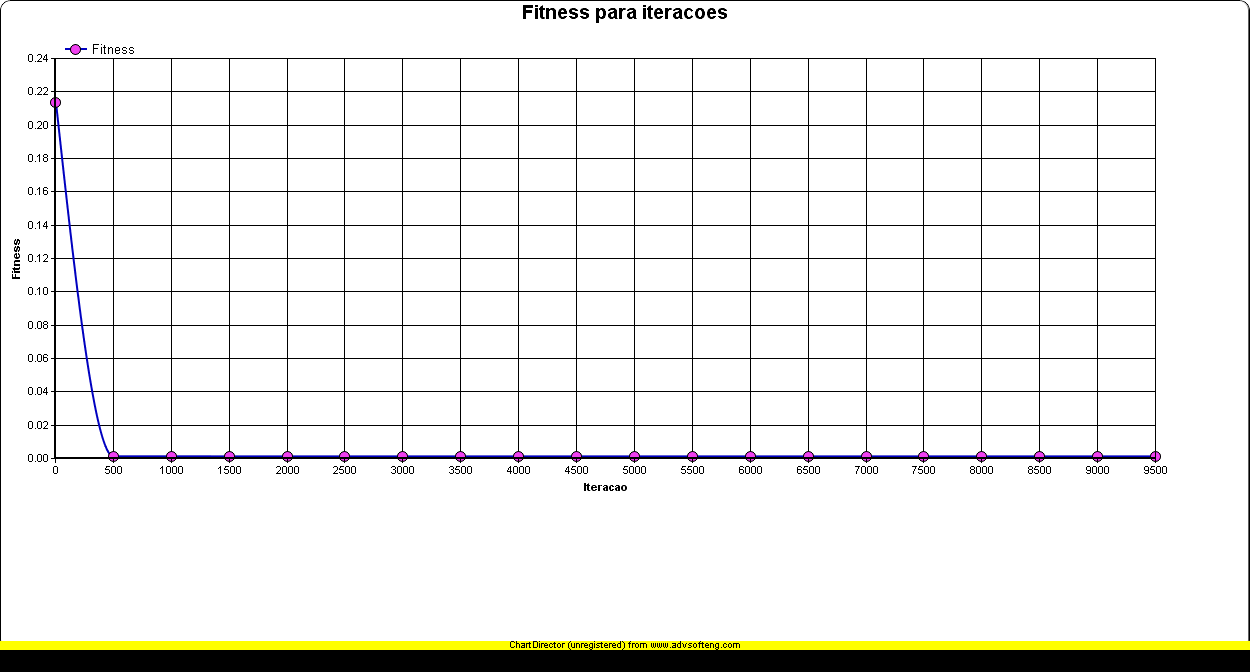 Fitness para iteracoes
Fitness
0.24
0.22
0.20
0.18
0.16
0.14
0.12
0.10
0.08
0.06
0.04
0.02
0.00
Fitness
0 500 1000 1500 2000 2500 3000 3500 4000 4500 5000 5500 6000 6500 7000 7500 8000 8500 9000 9500
Iteracao
ChartDirector (unregistered) from www.advsofteng.com